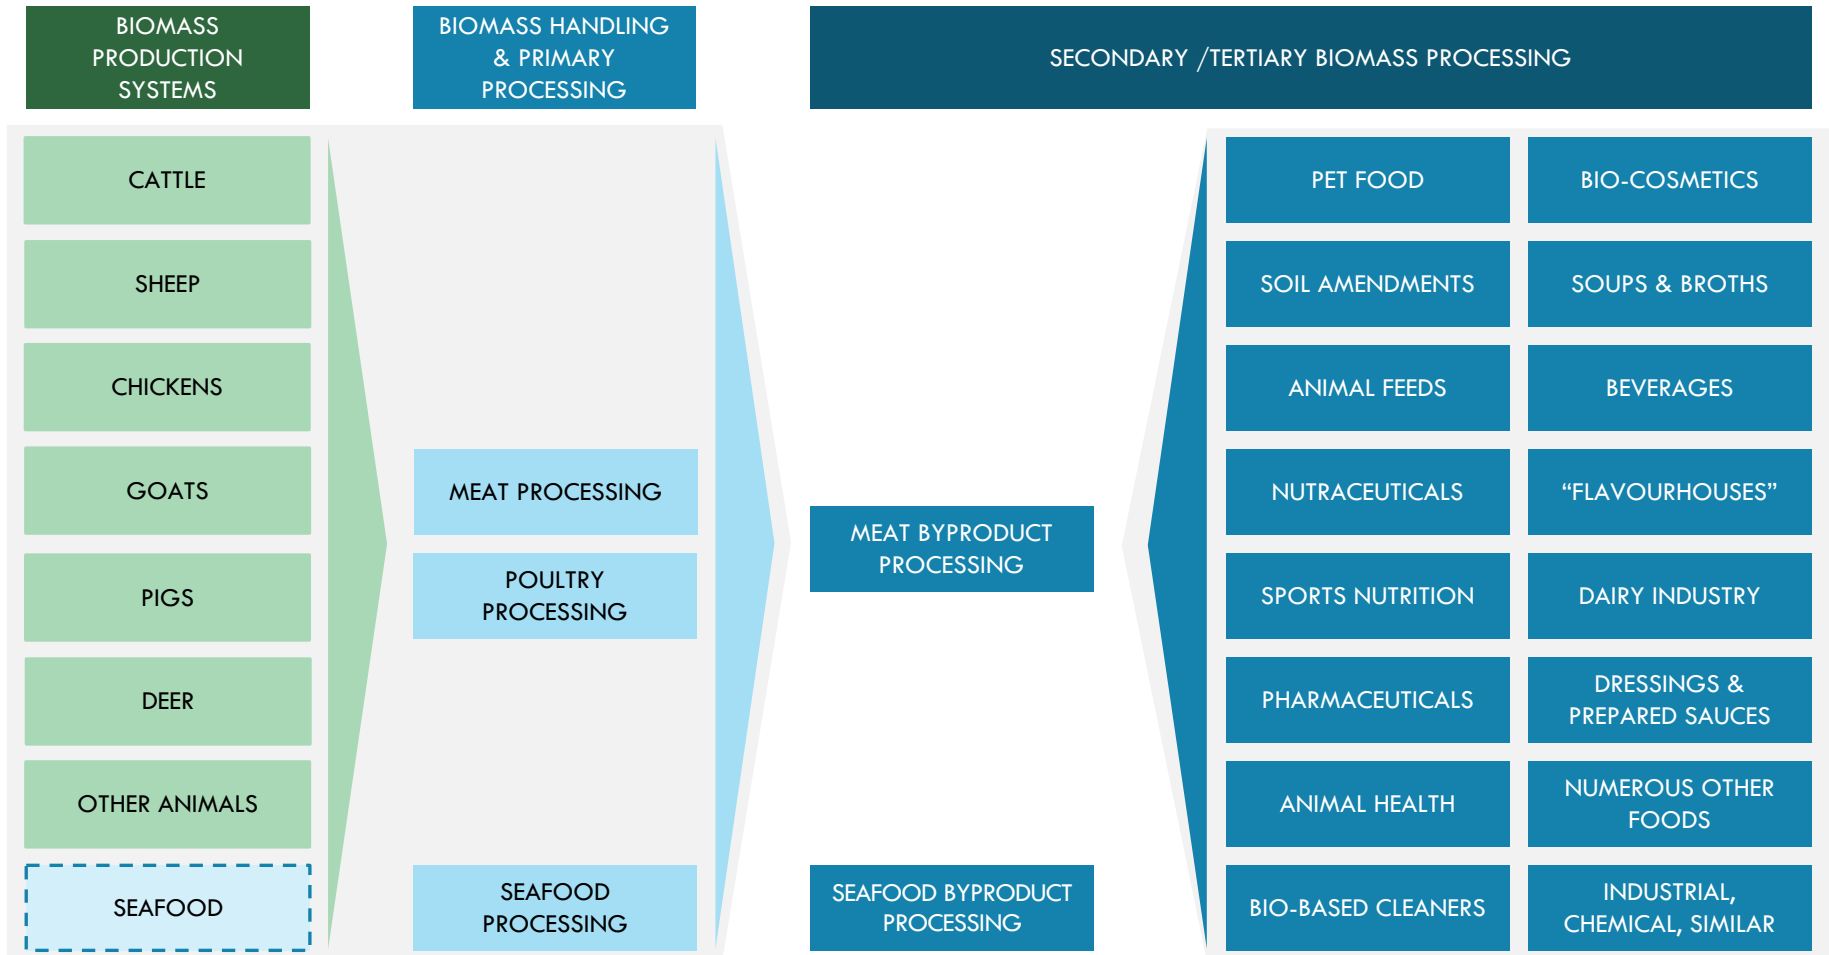 BIOMASS
PRODUCTION
SYSTEMS
BIOMASS HANDLING
& PRIMARY
PROCESSING
SECONDARY /TERTIARY BIOMASS PROCESSING
CATTLE
SHEEP
CHICKENS
GOATS
PIGS
DEER
OTHER ANIMALS
SEAFOOD
MEAT PROCESSING
POULTRY
PROCESSING
SEAFOOD
PROCESSING
MEAT BYPRODUCT
PROCESSING
SEAFOOD BYPRODUCT
PROCESSING
PET FOOD
SOIL AMENDMENTS
ANIMAL FEEDS
NUTRACEUTICALS
SPORTS NUTRITION
PHARMACEUTICALS
ANIMAL HEALTH
BIO-BASED CLEANERS
BIO-COSMETICS
SOUPS & BROTHS
BEVERAGES
“FLAVOURHOUSES”
DAIRY INDUSTRY
DRESSINGS &
PREPARED SAUCES
NUMEROUS OTHER
FOODS
INDUSTRIAL,
CHEMICAL, SIMILAR